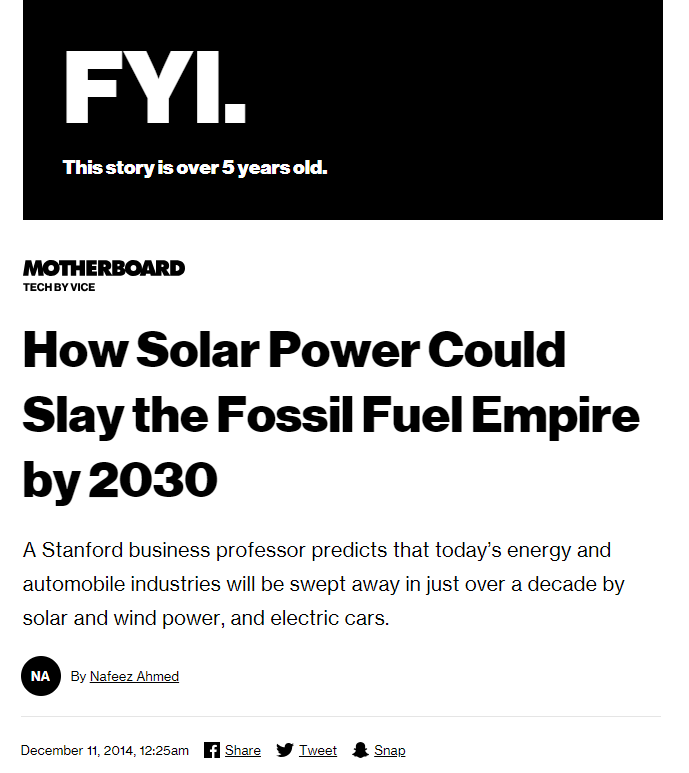 FYI.
This story is over 5 years old.
MOTHERBOARD
TECH BY VICE
How Solar Power Could
Slay the Fossil Fuel Empire
by 2030
A Stanford business professor predicts that today’s energy and
automobile industries will be swept away in just over a decade by
solar and wind power, and electric cars.
NA By Nafeez Ahmed
December 11, 2014, 12:25am Share Tweet Snap